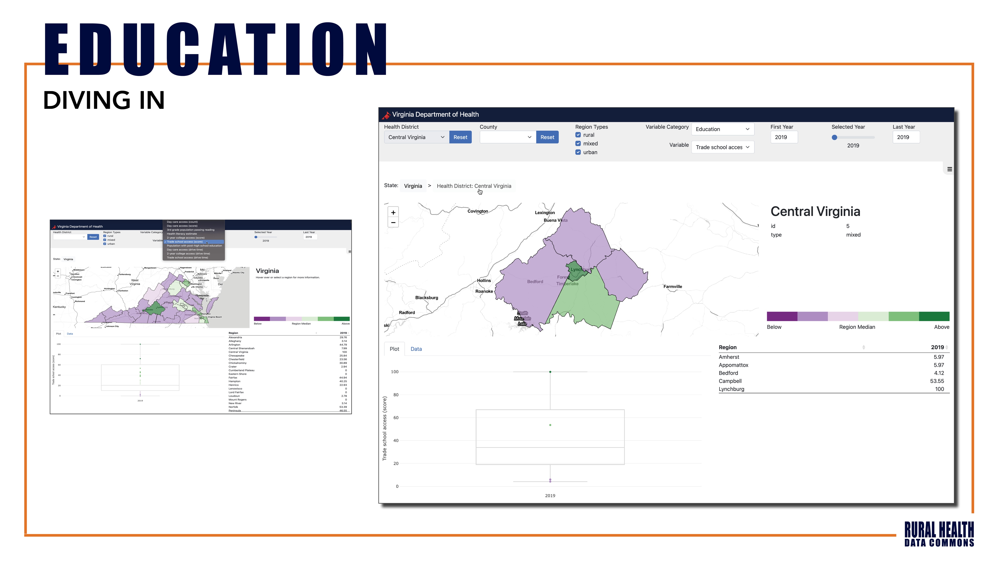 EDUCATION
DIVING IN
Virginia Department of Health
Health District
Reset
Region Types
rural
mixed
urban
Variable Category
Variable
Day care access (count)
Day care access (score)
3rd grade population passing reading
Health literacy estimate
2-year college access (score)
✓ Trade school access (score)
Population with post-high school education
Day care access (drive time)
2-year college access (drive time)
Trade school access (drive time)
Selected Year
2019
Last Year
2019
State: Virginia
+
−
Middletown
Hamilton
Cincinnati
Covington
Parkersburg
Morgantown
Hagerstown
Md.
Frederick
Baltimore
Millville
Vineland
Atlantic City
Columbia
Annapolis
Dover
Washington
St. Charles
Del
West
Virginia
Huntington
Charleston
Frankfort
Lexington
Richmond
Kentucky
Hampton
Virginia Beach
Johnson City
Virginia
Hover over or select a region for more information.
Below Region Median Above
Plot Data
Trade school access (score)
100
80
60
40
20
0
2019
Region 2019
Alexandria 29.76
Alleghany 3.14
Arlington 44.79
Central Shenandoah 7.99
Central Virginia 100
Chesapeake 25.84
Chesterfield 23.56
Chickahominy 30.89
Crater 2.94
Cumberland Plateau 0
Eastern Shore 0
Fairfax 44.94
Hampton 40.25
Henrico 22.93
Lenowisco 0
Lord Fairfax 0
Loudoun 2.78
Mount Rogers 0
New River 3.14
Norfolk 53.39
Peninsula 46.55
Virginia Department of Health
Health District
Central Virginia Reset
County
Reset
Region Types
rural
mixed
urban
Variable Category Education
Variable Trade school acces
First Year
2019
Selected Year
2019
Last Year
2019
State: Virginia > Health District: Central Virginia
+
−
Covington
Lexington
Buena Vista
Lynchburg
Forest
Timberlake
Bedford
Hollins
Roanoke
Blacksburg
Radford
ski
Farmville
Smith
Mountain
Lake
Central Virginia
id 5
type mixed
Below Region Median Above
Plot Data
Trade school access (score)
100
80
60
40
20
0
2019
Region 2019
Amherst 5.97
Appomattox 5.97
Bedford 4.12
Campbell 53.55
Lynchburg 100
RURAL HEALTH
DATA COMMONS